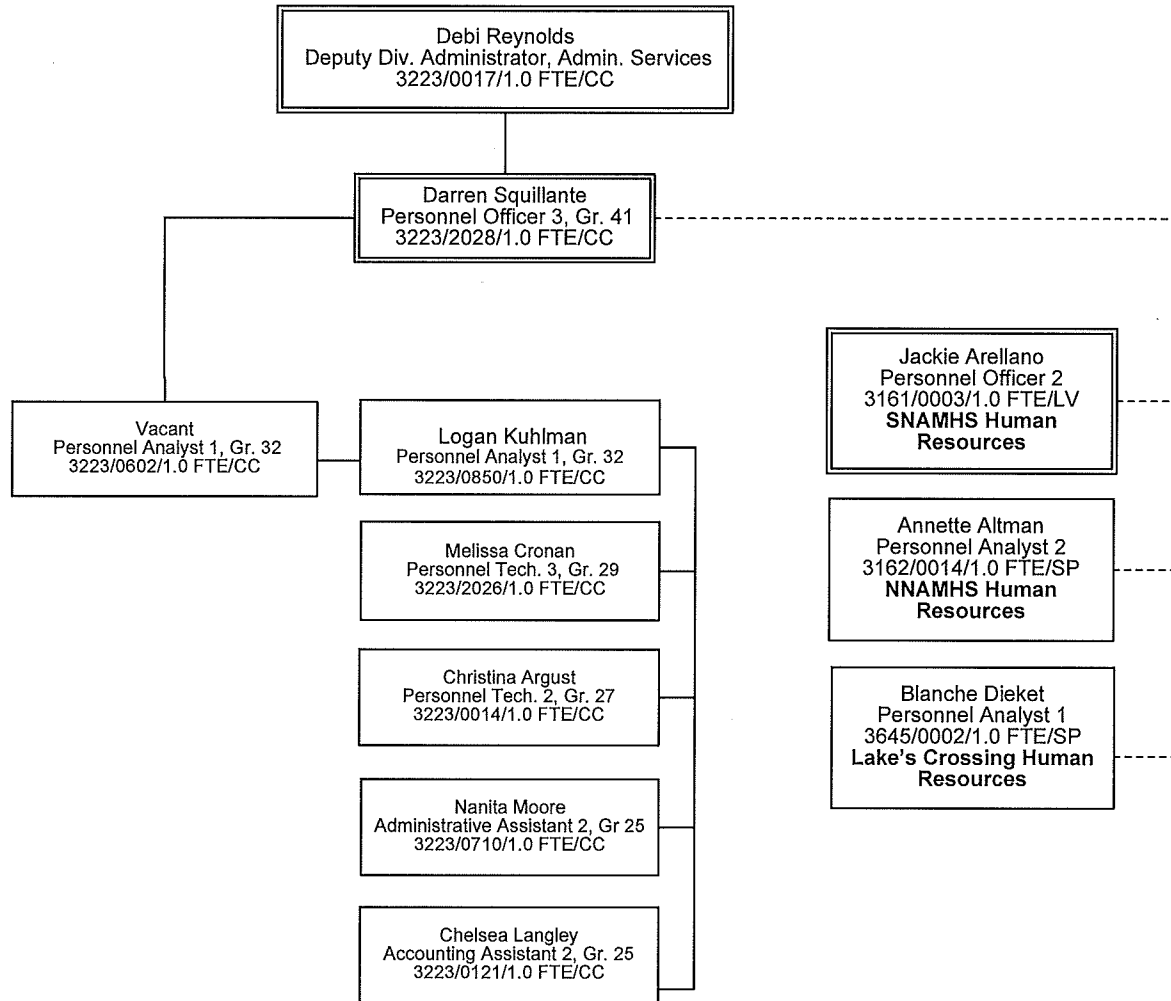 Debi Reynolds
Deputy Div. Administrator, Admin. Services
3223/0017/1.0 FTE/CC
Darren Squillante
Personnel Officer 3, Gr. 41
3223/2028/1.0 FTE/CC
Vacant
Personnel Analyst 1, Gr. 32
3223/0602/1.0 FTE/CC
Logan Kuhlman
Personnel Analyst 1, Gr. 32
3223/0850/1.0 FTE/CC
Melissa Cronan
Personnel Tech. 3, Gr. 29
3223/2026/1.0 FTE/CC
Christina Argust
Personnel Tech. 2, Gr. 27
3223/0014/1.0 FTE/CC
Nanita Moore
Administrative Assistant 2, Gr 25
3223/0710/1.0 FTE/CC
Chelsea Langley
Accounting Assistant 2, Gr. 25
3223/0121/1.0 FTE/CC
Jackie Arellano
Personnel Officer 2
3161/0003/1.0 FTE/LV
SNAMHS Human
Resources
Annette Altman
Personnel Analyst 2
3162/0014/1.0 FTE/SP
NNAMHS Human
Resources
Blanche Dieket
Personnel Analyst 1
3645/0002/1.0 FTE/SP
Lake's Crossing Human
Resources